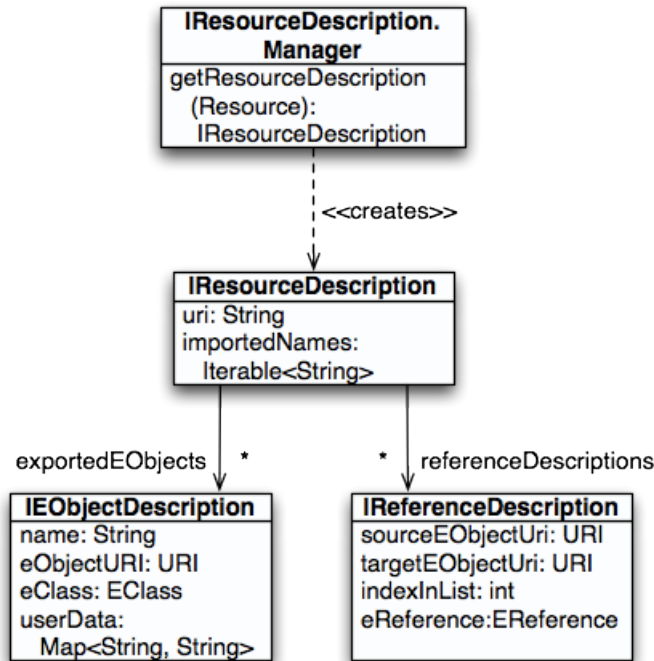 IResourceDescription.
Manager
getResourceDescription
(Resource):
IResourceDescription
<<creates>>
IResourceDescription
uri: String
importedNames:
Iterable<String>
exportedEObjects *
* referenceDescriptions
IEObjectDescription
name: String
eObjectURI: URI
eClass: EClass
userData:
Map<String, String>
IReferenceDescription
sourceEObjectUri: URI
targetEObjectUri: URI
indexInList: int
eReference:EReference